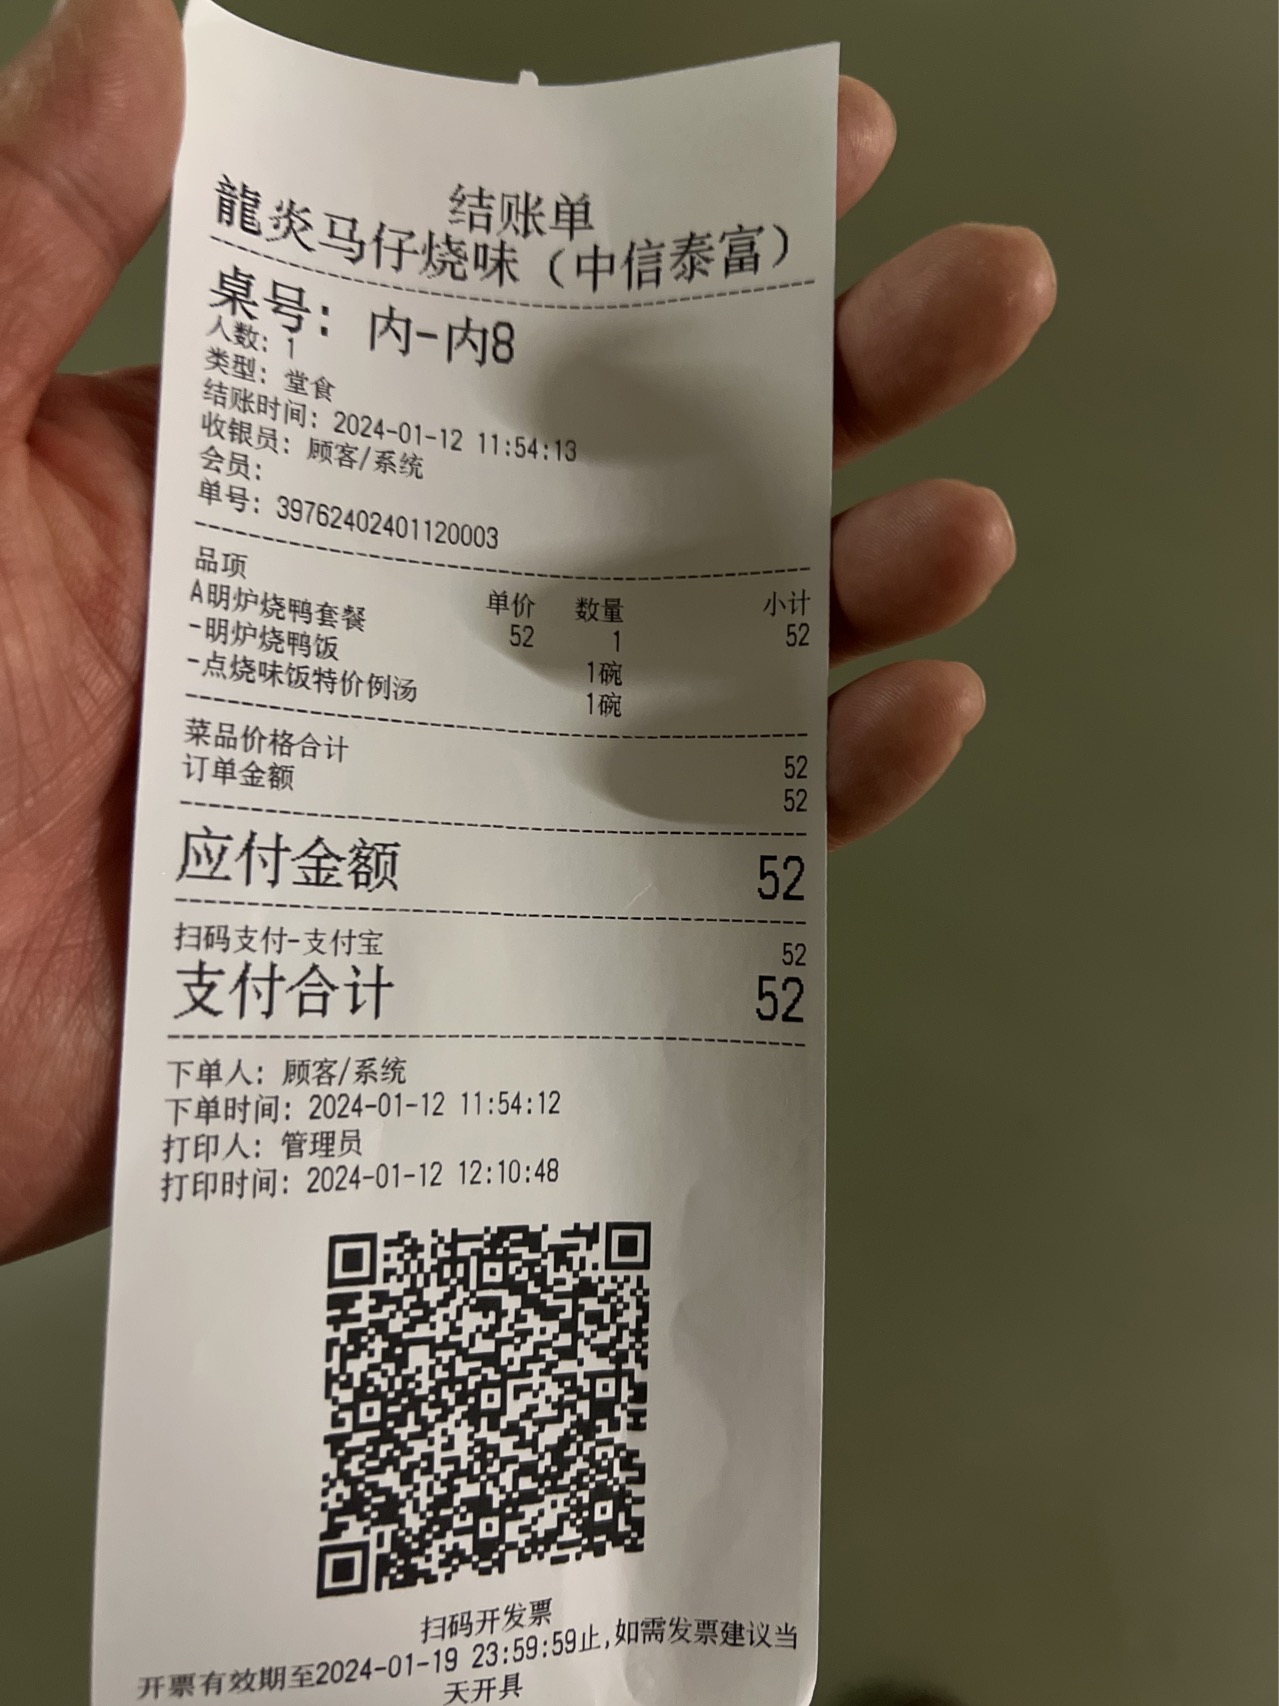 结账单
龍炎马仔烧味（中信泰富）
桌号：内-内8
人数：1
类型：堂食
结账时间：2024-01-12 11:54:13
收银员：顾客/系统
会员：
单号：39762402401120003
品项 单价 数量 小计
A明炉烧鸭套餐 52 1 52
-明炉烧鸭饭 1碗
-点烧味饭特价例汤 1碗
菜品价格合计 52
订单金额 52
应付金额 52
扫码支付-支付宝 52
支付合计 52
下单人：顾客/系统
下单时间：2024-01-12 11:54:12
打印人：管理员
打印时间：2024-01-12 12:10:48
扫码开发票
开票有效期至2024-01-19 23:59:59止,如需发票建议当
天开具